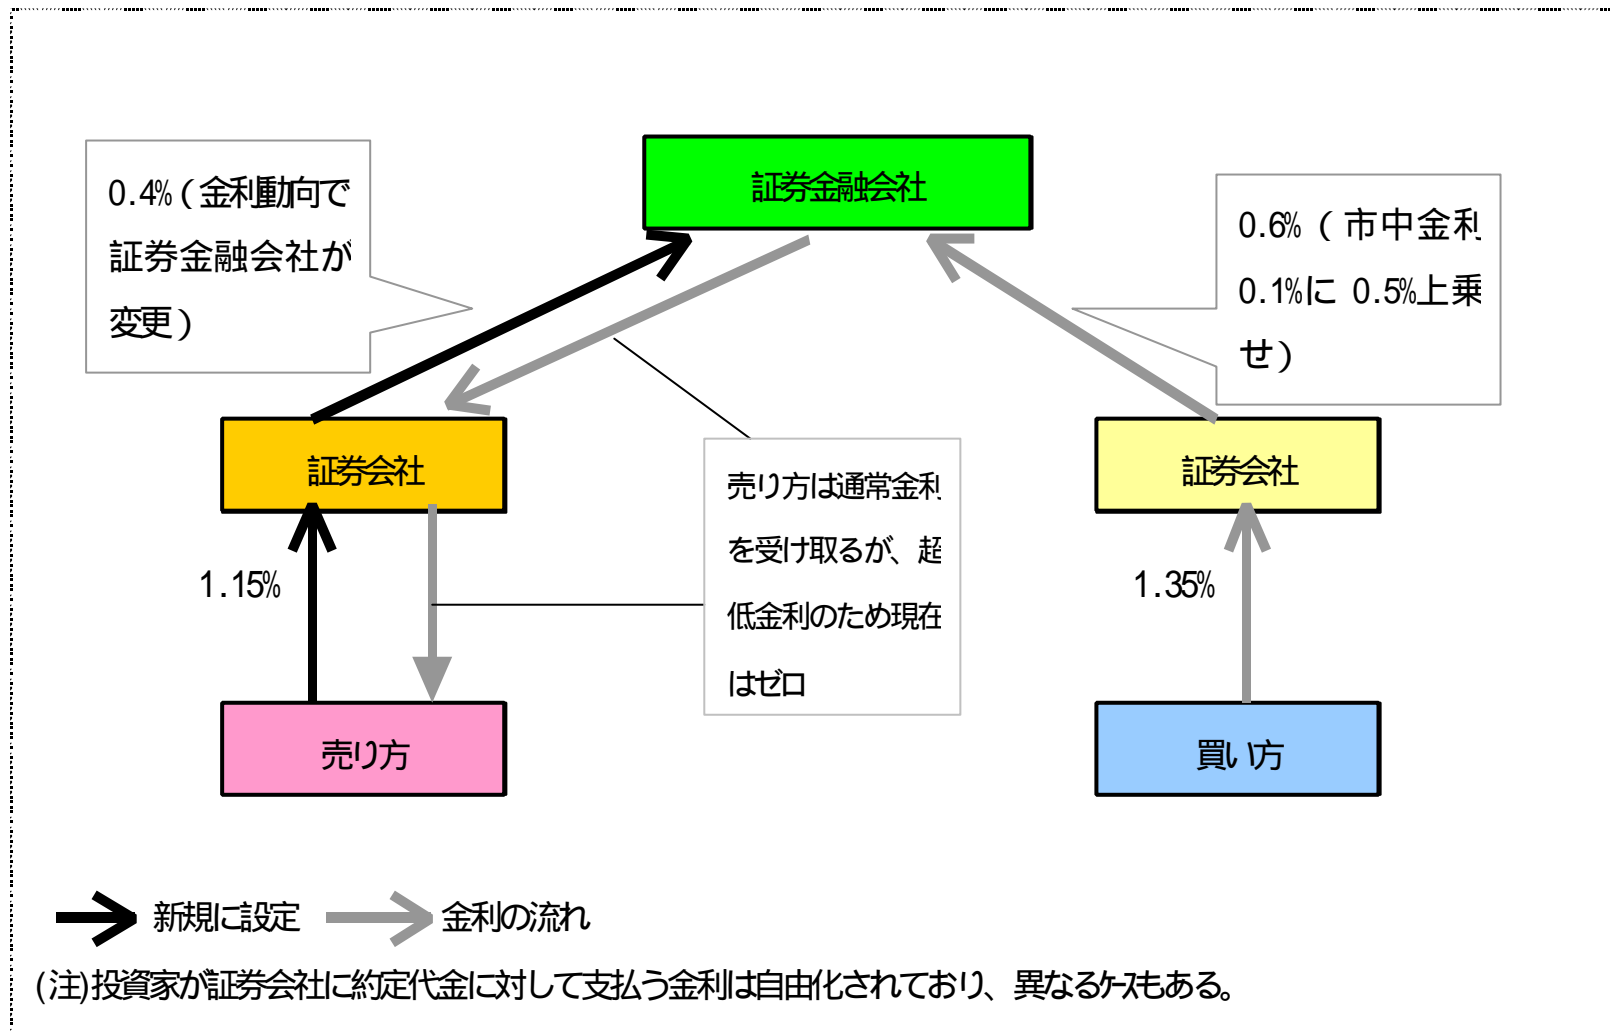 証券金融会社
0.4%(金利動向で
証券金融会社が
変更)
0.6%(市中金利
0.1%に 0.5%上乗
せ)
証券会社
証券会社
売り方は通常金利
を受け取るが、超
低金利のため現在
はゼロ
1.15%
1.35%
売り方
買い方
新規に設定
金利の流れ
(注)投資家が証券会社に約定代金に対して支払う金利は自由化されており、異なるケースもある。